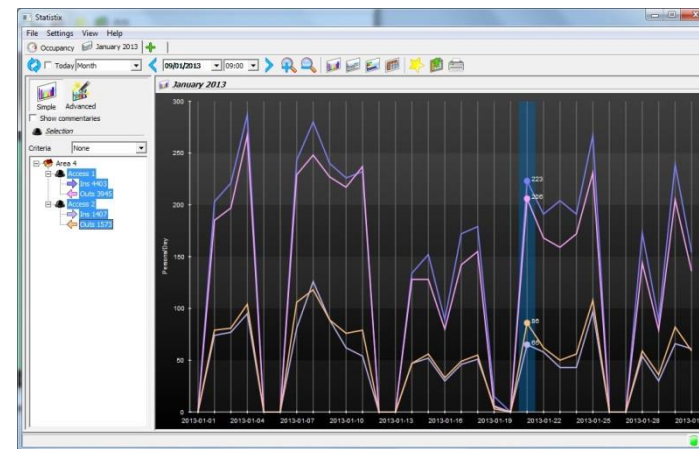 Statistix
File Settings View Help
Occupancy January 2013
Today Month 09/01/2013 09:00
Simple Advanced
Show commentaries
Selection
Criteria None
Area 4
Access 1
Ins 4403
Outs 3945
Access 2
Ins 1407
Outs 1573
January 2013
300
250
200
150
100
50
0
223
206
86
65
2013-01-01 2013-01-04 2013-01-07 2013-01-10 2013-01-13 2013-01-16 2013-01-19 2013-01-22 2013-01-25 2013-01-28